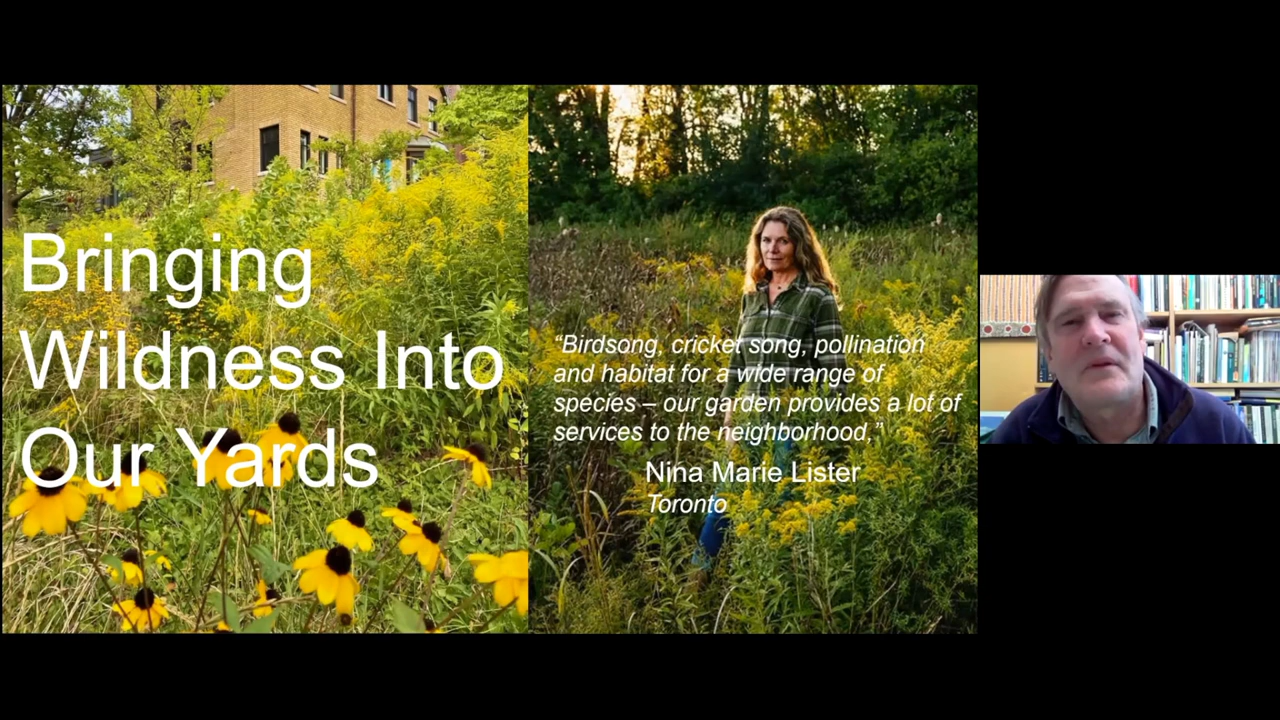 Bringing
Wildness Into
Our Yards
“Birdsong, cricket song, pollination
and habitat for a wide range of
species – our garden provides a lot of
services to the neighborhood,”
Nina Marie Lister
Toronto